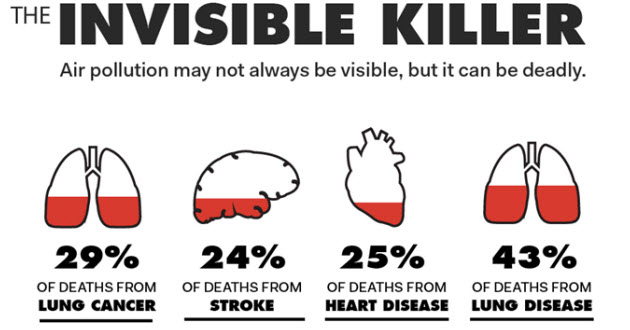 THE INVISIBLE KILLER
Air pollution may not always be visible, but it can be deadly.
29%
OF DEATHS FROM
LUNG CANCER
24%
OF DEATHS FROM
STROKE
25%
OF DEATHS FROM
HEART DISEASE
43%
OF DEATHS FROM
LUNG DISEASE